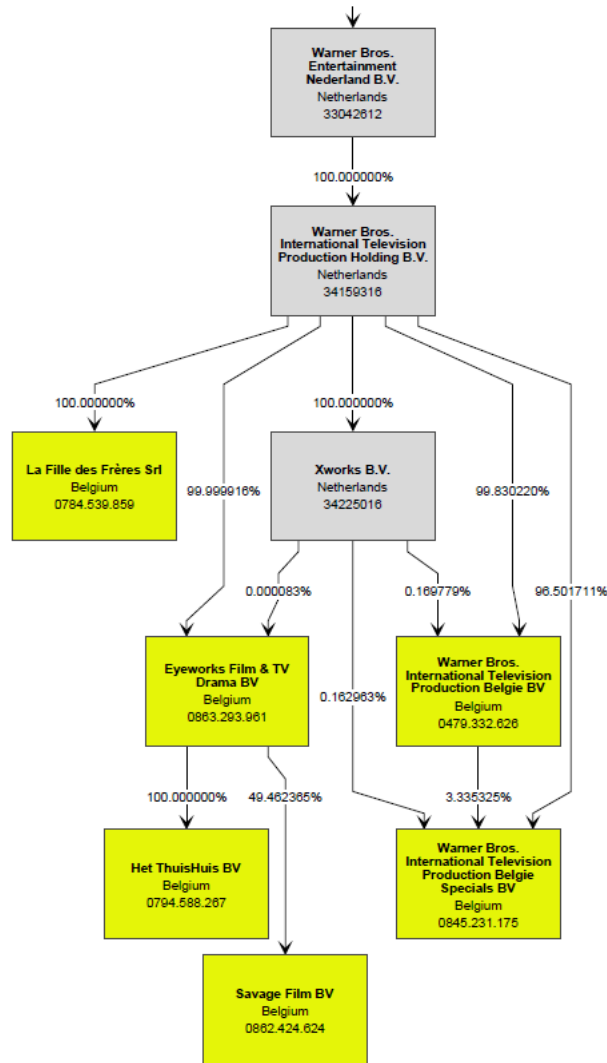 Warner Bros.
Entertainment
Nederland B.V.
Netherlands
33042612
100.000000%
Warner Bros.
International Television
Production Holding B.V.
Netherlands
34159316
100.000000%
100.000000%
La Fille des Frères Srl
Belgium
0784.539.859
99.999916%
Xworks B.V.
Netherlands
34225016
99.830220%
0.000083%
0.169779%
96.501711%
Eyeworks Film & TV
Drama BV
Belgium
0863.293.961
0.162963%
Warner Bros.
International Television
Production Belgie BV
Belgium
0479.332.626
100.000000%
49.462365%
3.335325%
Het ThuisHuis BV
Belgium
0794.588.267
Warner Bros.
International Television
Production Belgie
Specials BV
Belgium
0845.231.175
Savage Film BV
Belgium
0862.424.624